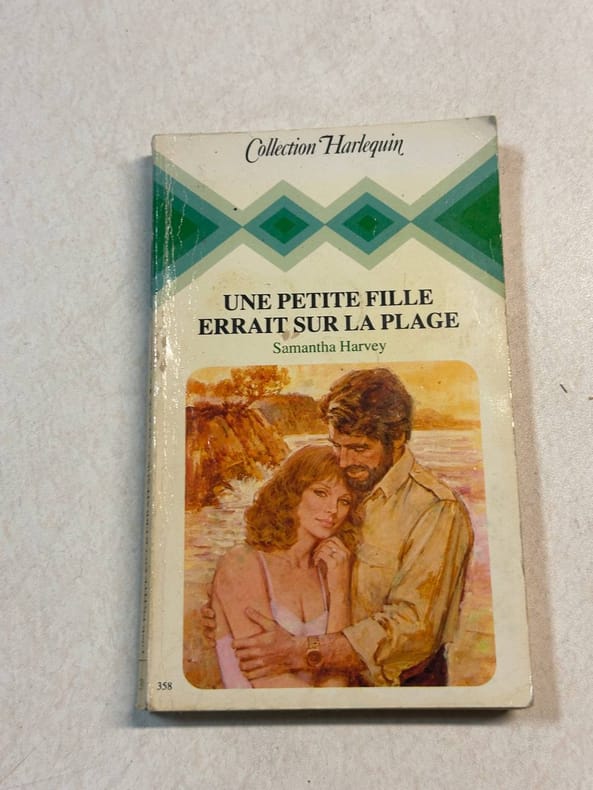 Collection Harlequin
UNE PETITE FILLE
ERRAIT SUR LA PLAGE
Samantha Harvey
358